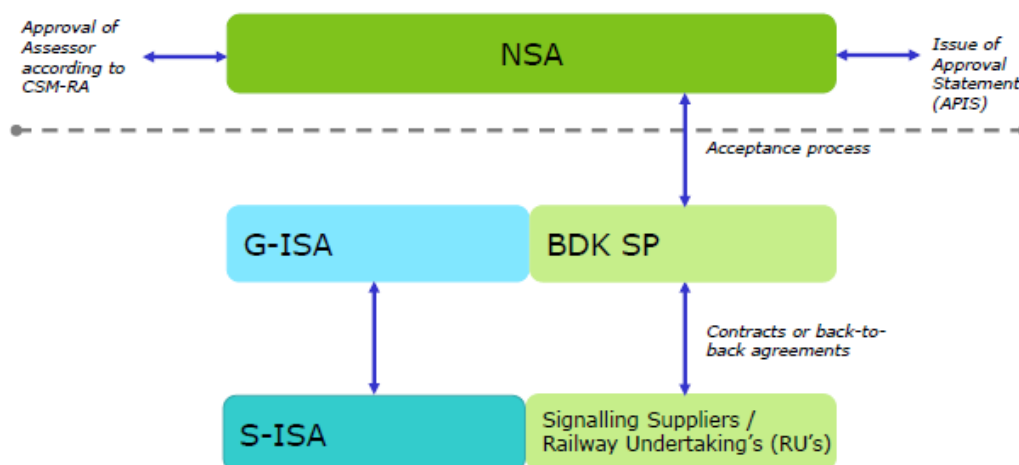 Approval of
Assessor
according to
CSM-RA
NSA
Issue of
Approval
Statement
(APIS)
Acceptance process
G-ISA
BDK SP
Contracts or back-to-
back agreements
S-ISA
Signalling Suppliers /
Railway Undertaking's (RU's)